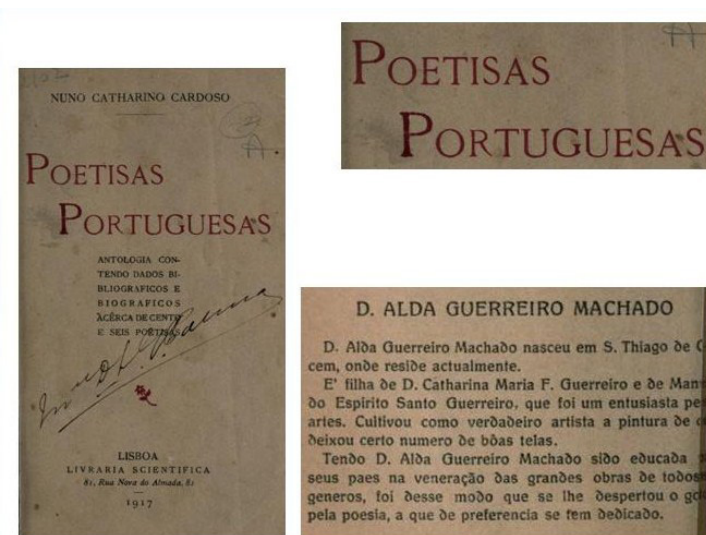 NUNO CATHARINO CARDOSO
POETISAS
PORTUGUESAS
ANTOLOGIA CON-
TENDO DADOS BI-
BLIOGRAFICOS E
BIOGRAFICOS
ÀCÊRCA DE CENTO
E SEIS POETISAS
LISBOA
LIVRARIA SCIENTIFICA
81, Rua Nova do Almada, 81
1917
POETISAS
PORTUGUESAS
D. ALDA GUERREIRO MACHADO
D. Alda Guerreiro Machado nasceu em S. Thiago de
cem, onde reside actualmente.
E' filha de D. Catharina Maria F. Guerreiro e de Man
do Espirito Santo Guerreiro, que foi um entusiasta pe
artes. Cultivou como verdadeiro artista a pintura de
deixou certo numero de bôas telas.
Tendo D. Alda Guerreiro Machado sido educada
seus paes na veneração das grandes obras de todos
generos, foi desse modo que se lhe despertou o go
pela poesia, a que de preferencia se tem dedicado.